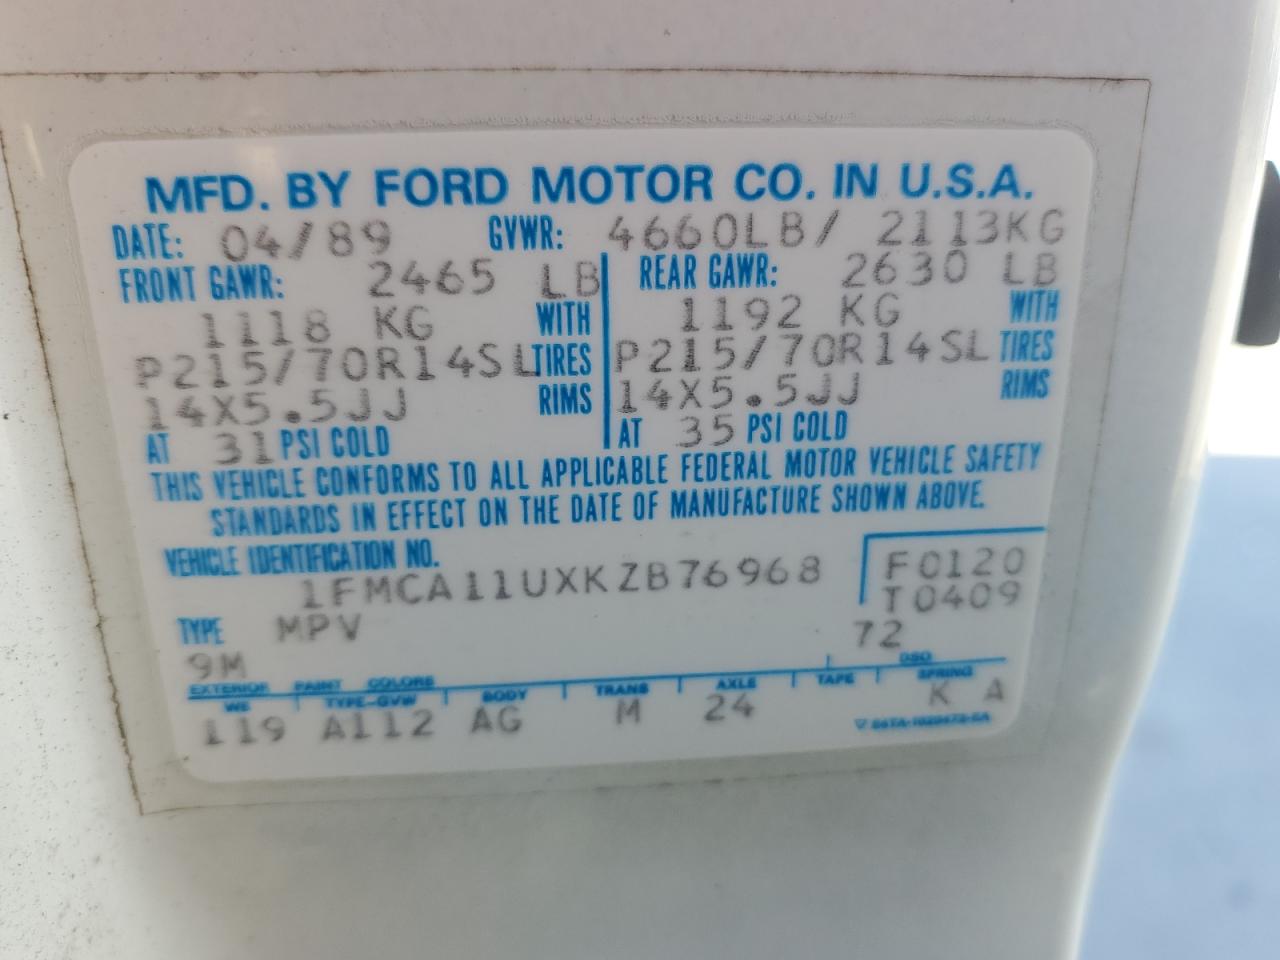 MFD. BY FORD MOTOR CO. IN U.S.A.
DATE: 04/89 GVWR: 4660LB/ 2113KG
FRONT GAWR: 2465 LB REAR GAWR: 2630 LB
1118 KG WITH 1192 KG WITH
P215/70R14SL TIRES P215/70R14SL TIRES
14X5.5JJ RIMS 14X5.5JJ RIMS
AT 31 PSI COLD AT 35 PSI COLD
THIS VEHICLE CONFORMS TO ALL APPLICABLE FEDERAL MOTOR VEHICLE SAFETY
STANDARDS IN EFFECT ON THE DATE OF MANUFACTURE SHOWN ABOVE.
VEHICLE IDENTIFICATION NO. F0120
1FMCA11UXKZB76968 T0409
TYPE MPV 72
9M DSO
EXTERIOR PAINT COLORS
WB TYPE-GVW BODY TRANS AXLE TAPE SPRING
119 A112 AG M 24 K A